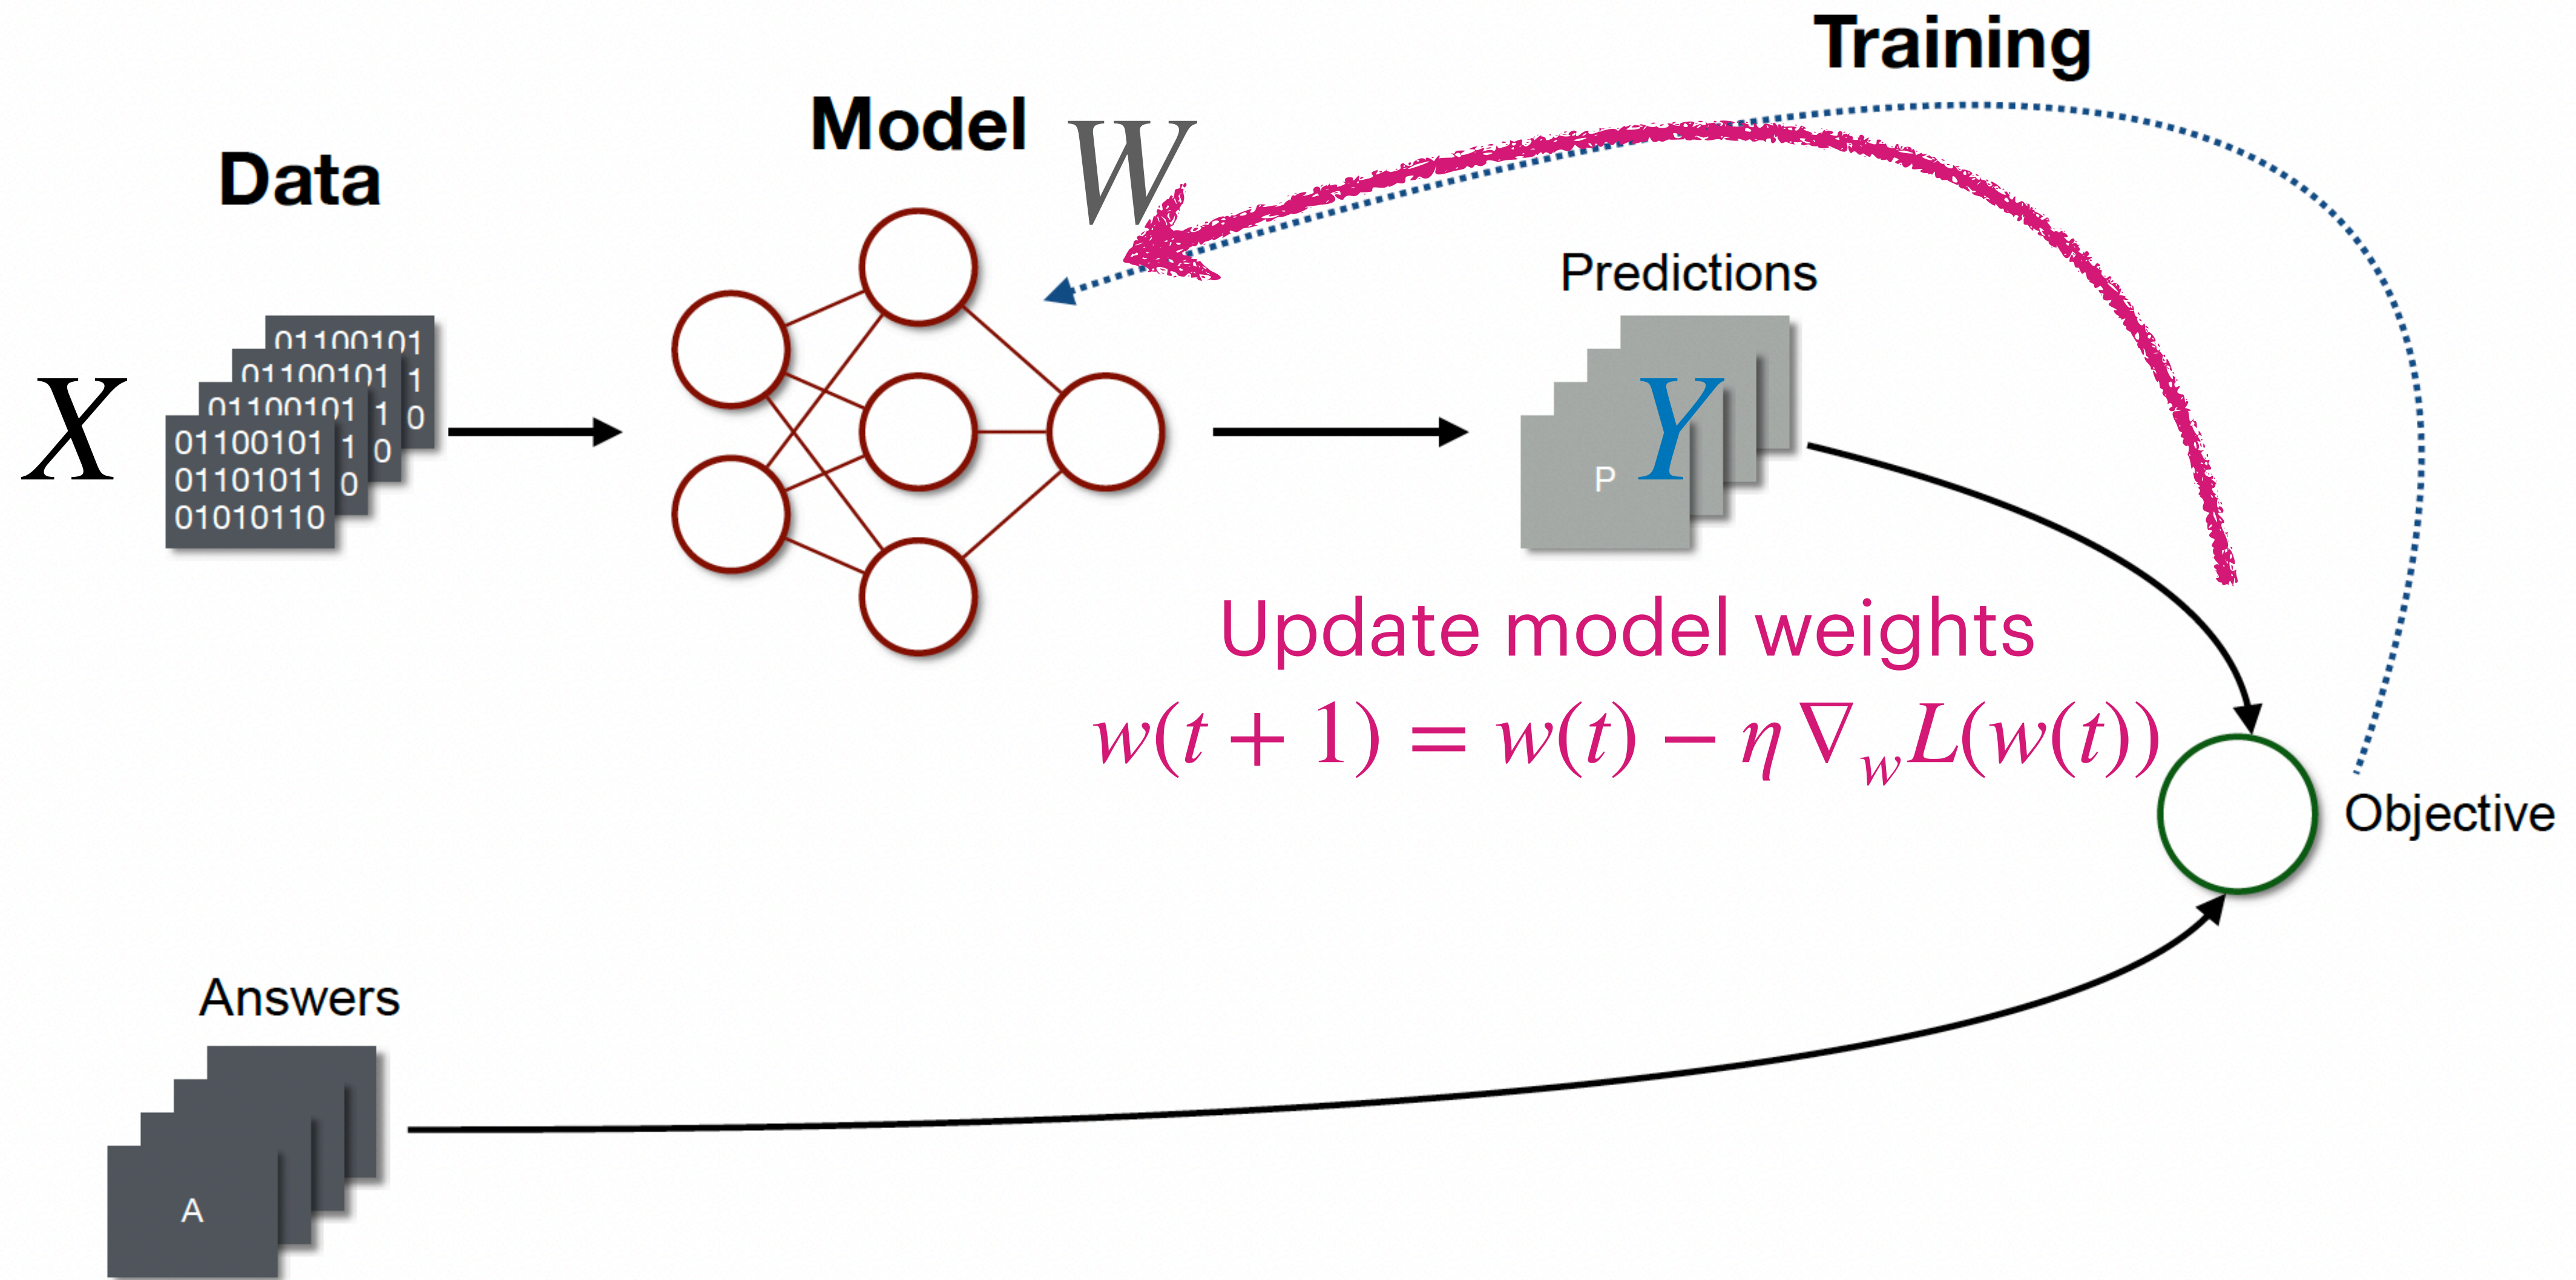 Training
Model W
Data
Predictions
X
01100101
1
01100101
1
0
01100101
1
0
01100101
01101011
01010110
0
P
Y
Update model weights
w(t + 1) = w(t) − η ∇_w L(w(t))
Objective
Answers
A